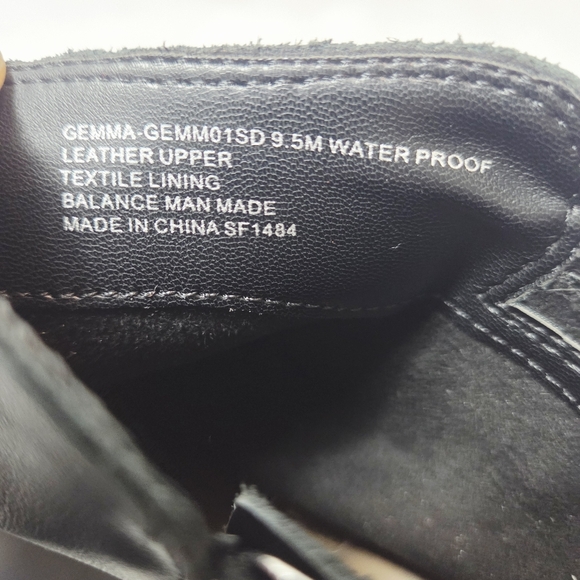 GEMMA-GEMM01SD 9.5M WATER PROOF
LEATHER UPPER
TEXTILE LINING
BALANCE MAN MADE
MADE IN CHINA SF1484